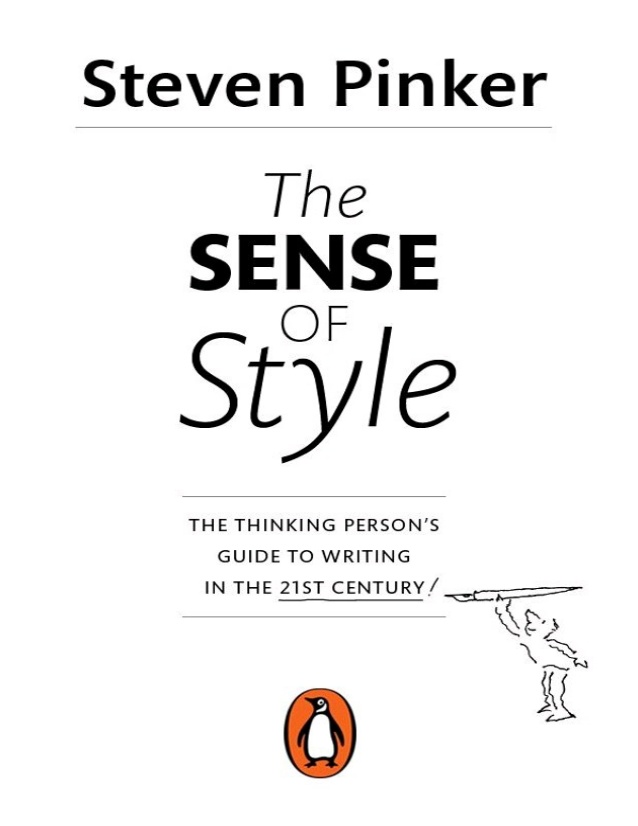 Steven Pinker
The
SENSE
OF
Style
THE THINKING PERSON'S
GUIDE TO WRITING
IN THE 21ST CENTURY!